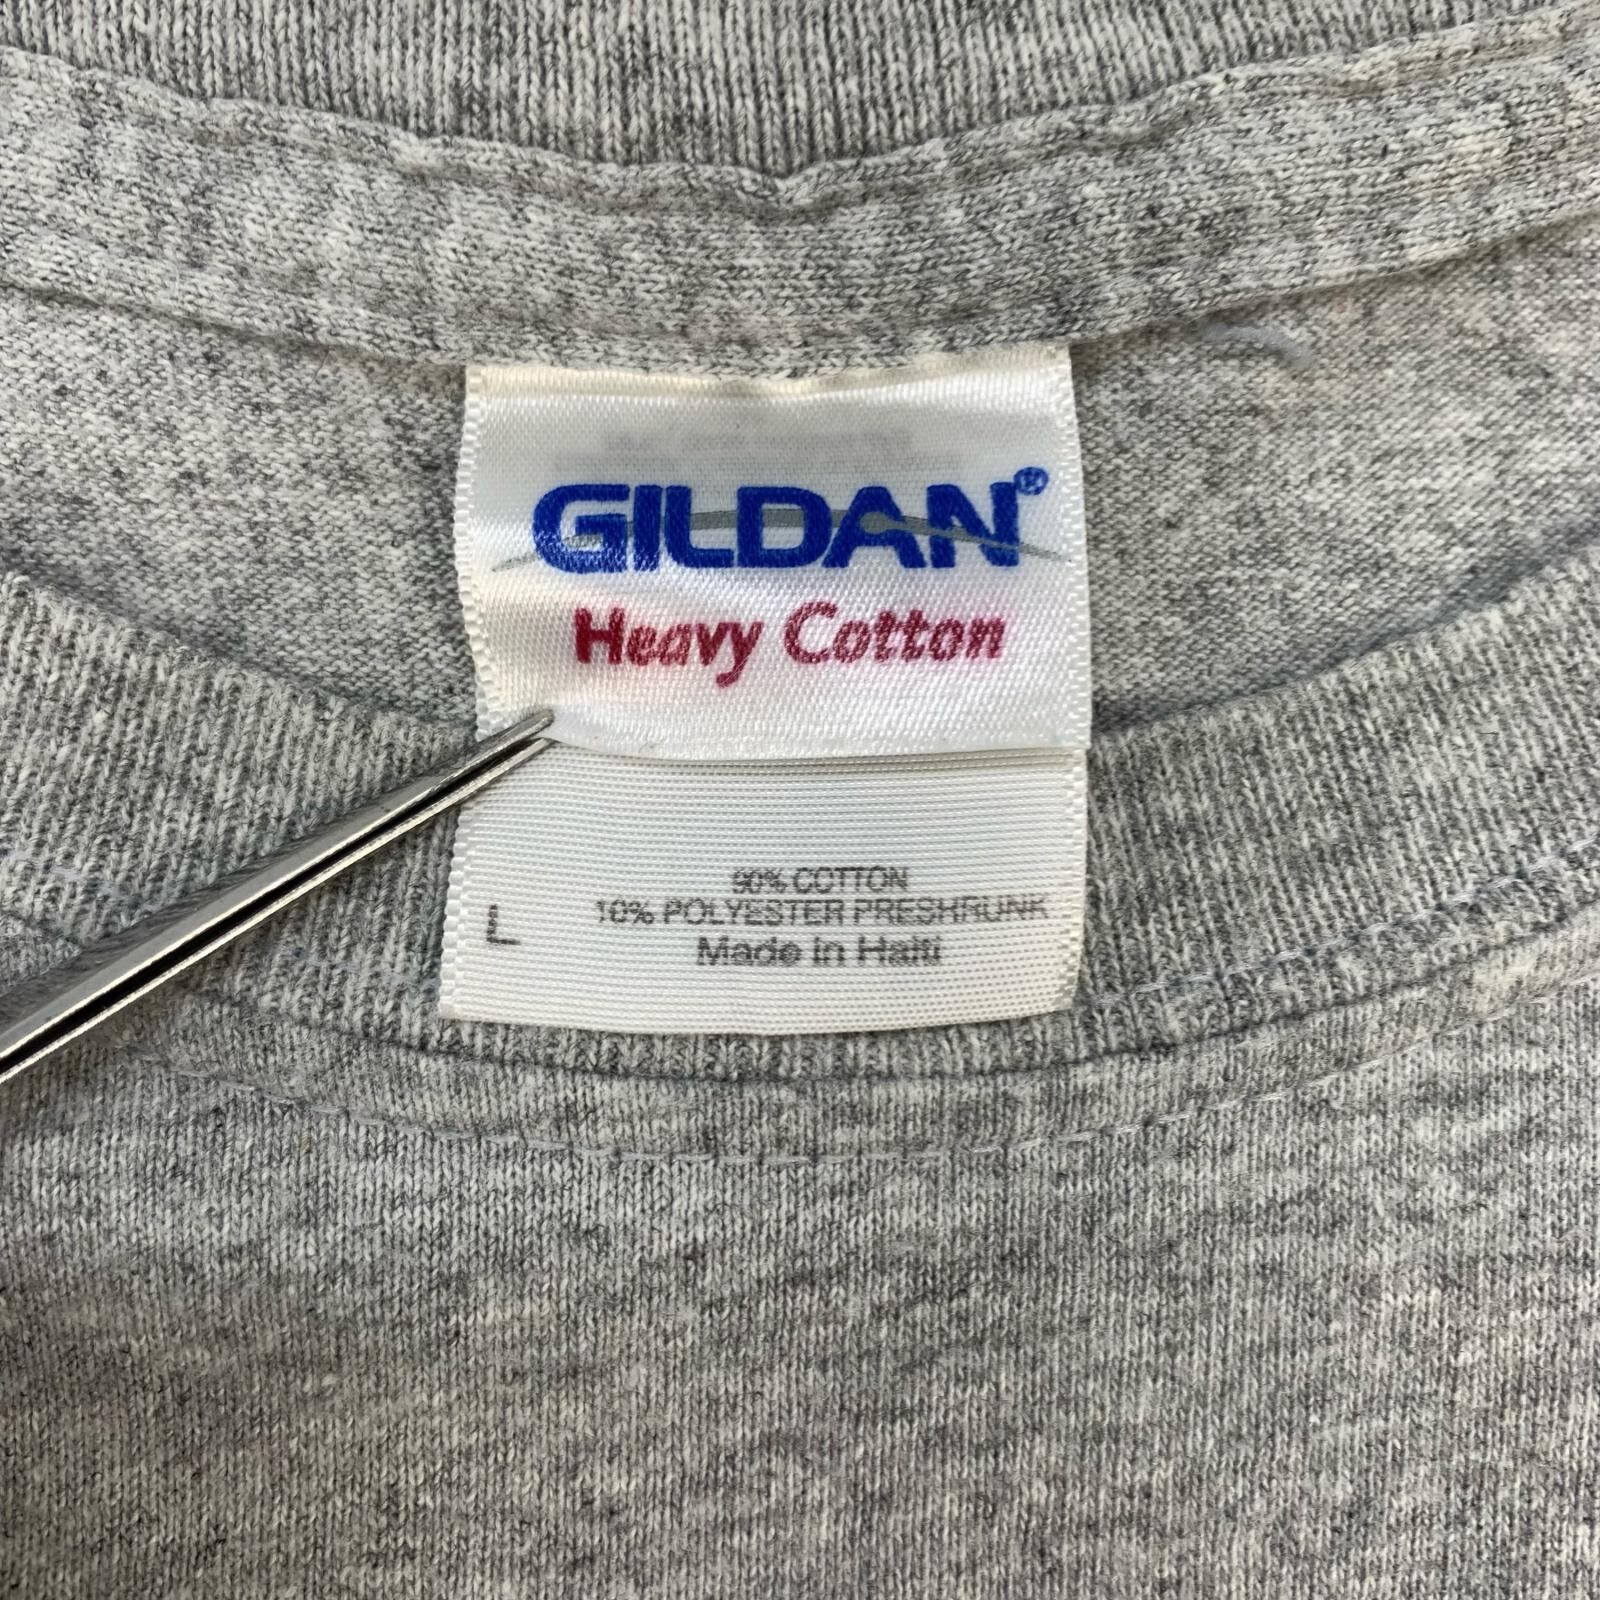 GILDAN®
Heavy Cotton
90% COTTON
10% POLYESTER PRESHRUNK
L
Made in Haiti